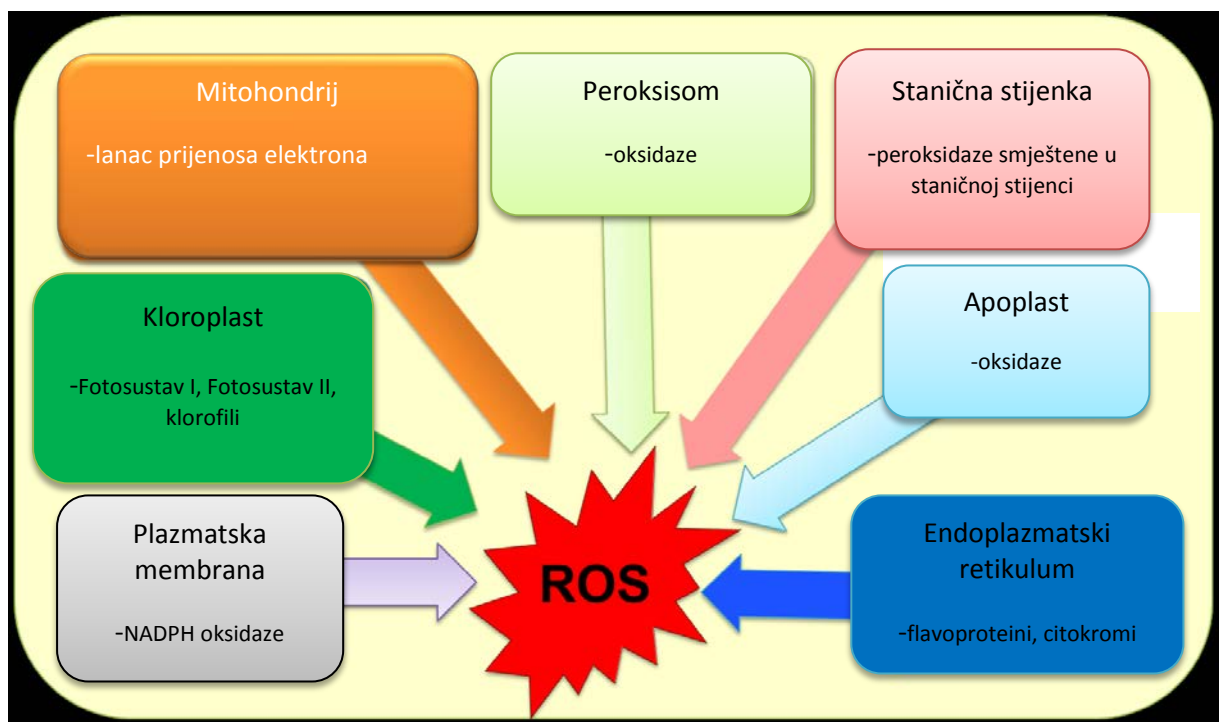 Mitohondrij
-lanac prijenosa elektrona
Peroksisom
-oksidaze
Stanična stijenka
-peroksidaze smještene u
staničnoj stijenci
Kloroplast
-Fotosustav I, Fotosustav II,
klorofili
Apoplast
-oksidaze
Plazmatska
membrana
-NADPH oksidaze
ROS
Endoplazmatski
retikulum
-flavoproteini, citokromi